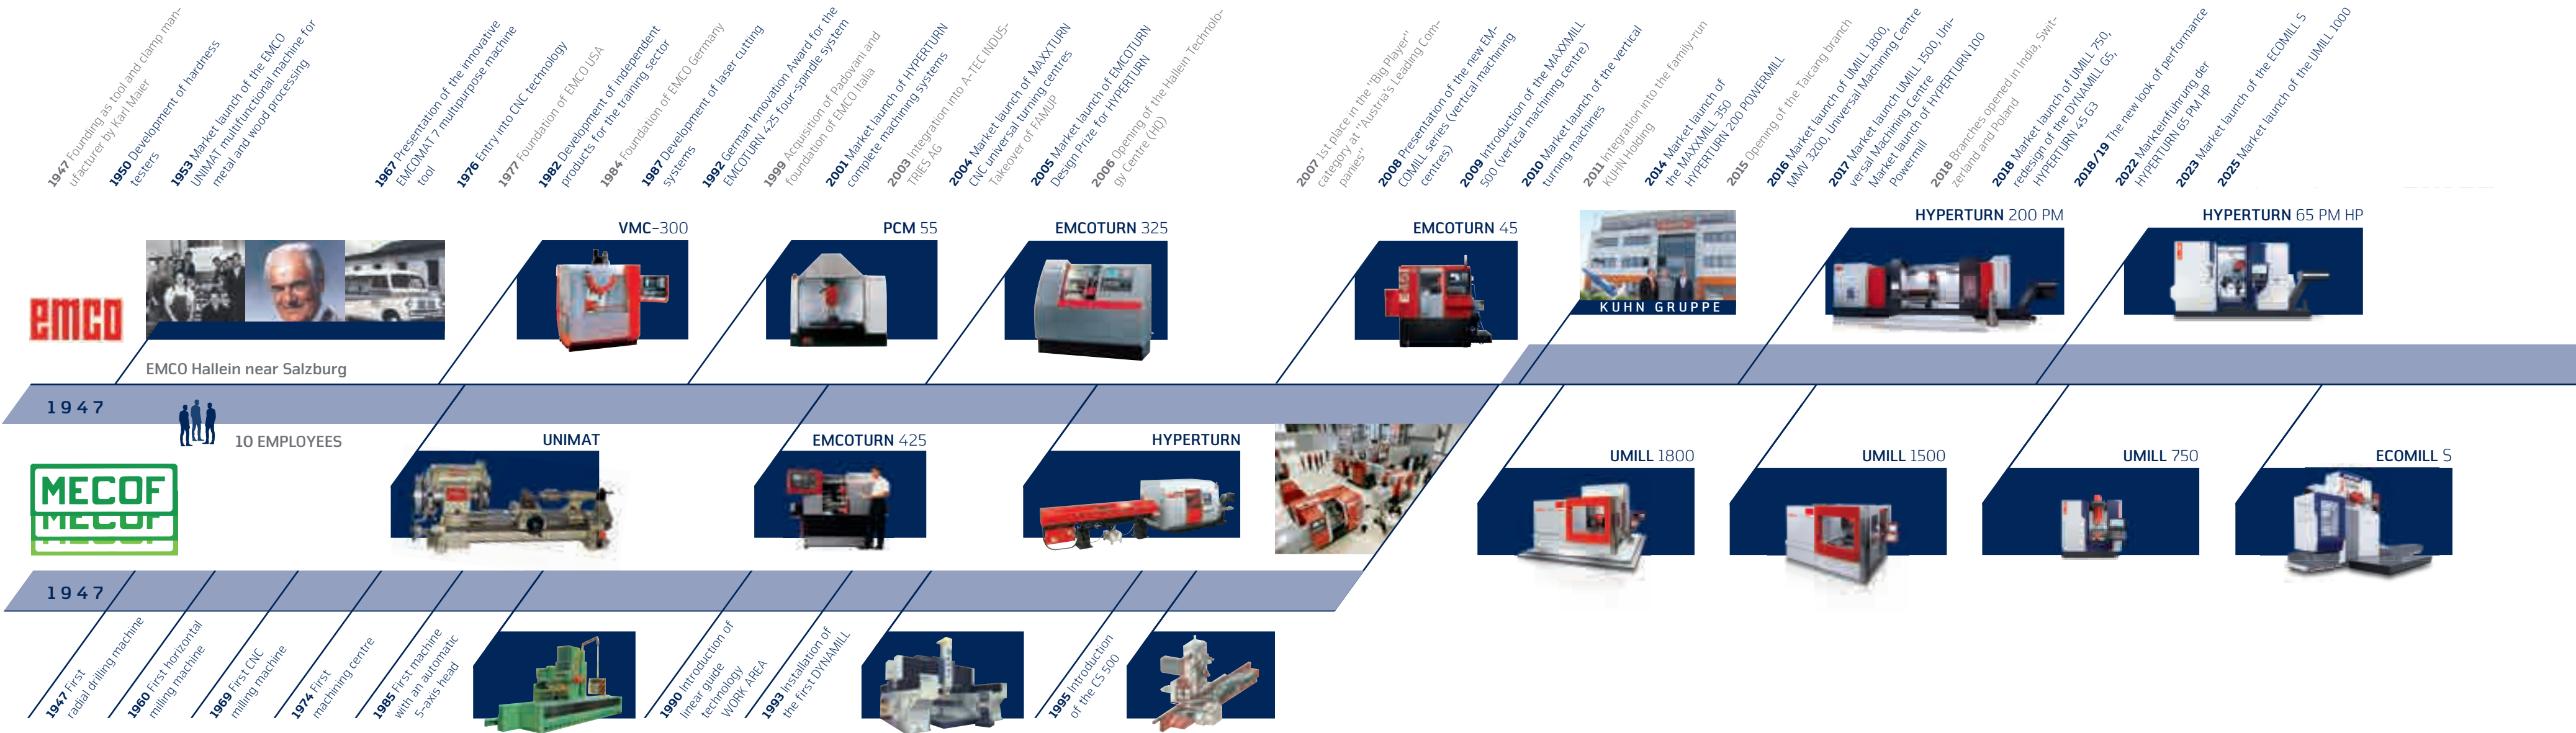 1947 Founding as tool and clamp man-
ufacturer by Karl Maier
1950 Development of hardness
testers
1953 Market launch of the EMCO
UNIMAT multifunctional machine for
metal and wood processing
1967 Presentation of the innovative
EMCOMAT 7 multipurpose machine
tool
1976 Entry into CNC technology
1977 Foundation of EMCO USA
1982 Development of independent
products for the training sector
1984 Foundation of EMCO Germany
1987 Development of laser cutting
systems
1992 German Innovation Award for the
EMCOTURN 425 four-spindle system
1999 Acquisition of Padovani and
foundation of EMCO Italia
2001 Market launch of HYPERTURN
complete machining systems
2003 Integration into A-TEC INDUS-
TRIES AG
2004 Market launch of MAXXTURN
CNC universal turning centres
Takeover of FAMUP
2005 Market launch of EMCOTURN
Design Prize for HYPERTURN
2006 Opening of the Hallein Technolo-
gy Centre (HQ)
2007 1st place in the "Big Player"
category at "Austria's Leading Com-
panies"
2008 Presentation of the new EM-
COMILL series (vertical machining
centres)
2009 Introduction of the MAXXMILL
500 (vertical machining centre)
2010 Market launch of the vertical
turning machines
2011 Integration into the family-run
KUHN Holding
2014 Market launch of
the MAXXMILL 350
HYPERTURN 200 POWERMILL
2015 Opening of the Taicang branch
2016 Market launch of UMILL 1800,
MMV 3200, Universal Machining Centre
2017 Market launch UMILL 1500, Uni-
versal Machining Centre
Market launch of HYPERTURN 100
Powermill
2018 Branches opened in India, Swit-
zerland and Poland
2018 Market launch of UMILL 750,
redesign of the DYNAMILL G5,
HYPERTURN 45 G3
2018/19 The new look of performance
2022 Markteinführung der
HYPERTURN 65 PM HP
2023 Market launch of the ECOMILL S
2025 Market launch of the UMILL 1000
VMC-300
PCM 55
EMCOTURN 325
EMCOTURN 45
KUHN GRUPPE
HYPERTURN 200 PM
HYPERTURN 65 PM HP
emco
EMCO Hallein near Salzburg
1947
10 EMPLOYEES
UNIMAT
EMCOTURN 425
HYPERTURN
UMILL 1800
UMILL 1500
UMILL 750
ECOMILL S
MECOF
MECOF
MECOF
1947
1947 First
radial drilling machine
1960 First horizontal
milling machine
1969 First CNC
milling machine
1974 First
machining centre
1985 First machine
with an automatic
5-axis head
1990 Introduction of
linear guide
technology
WORK AREA
1993 Installation of
the first DYNAMILL
1995 Introduction
of the CS 500